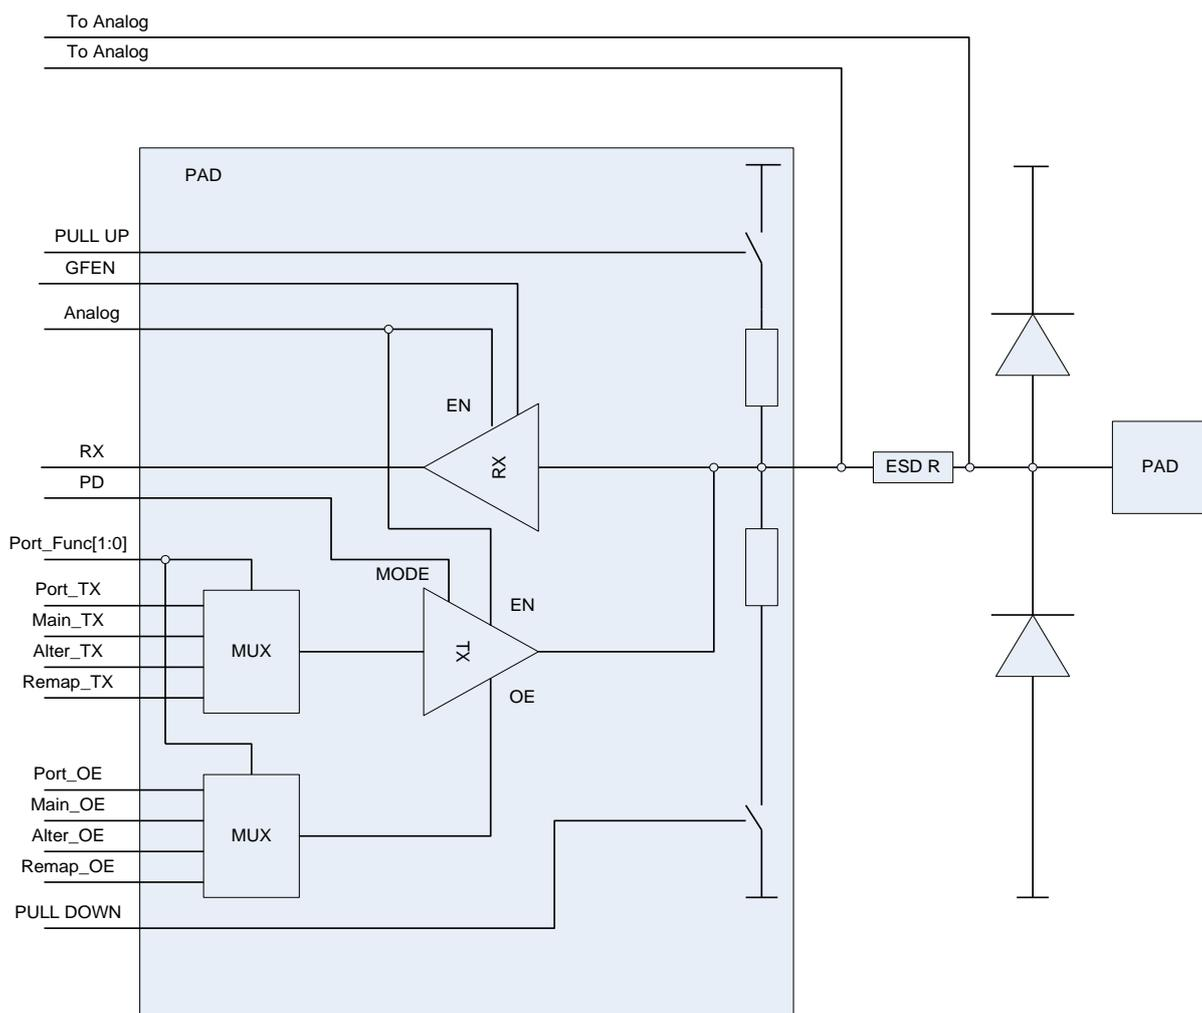 To Analog
To Analog
PAD
PULL UP
GFEN
Analog
EN
RX
RX
PD
ESD R
PAD
Port_Func[1:0]
MODE
Port_TX
EN
Main_TX
MUX
TX
Alter_TX
Remap_TX
OE
Port_OE
Main_OE
MUX
Alter_OE
Remap_OE
PULL DOWN